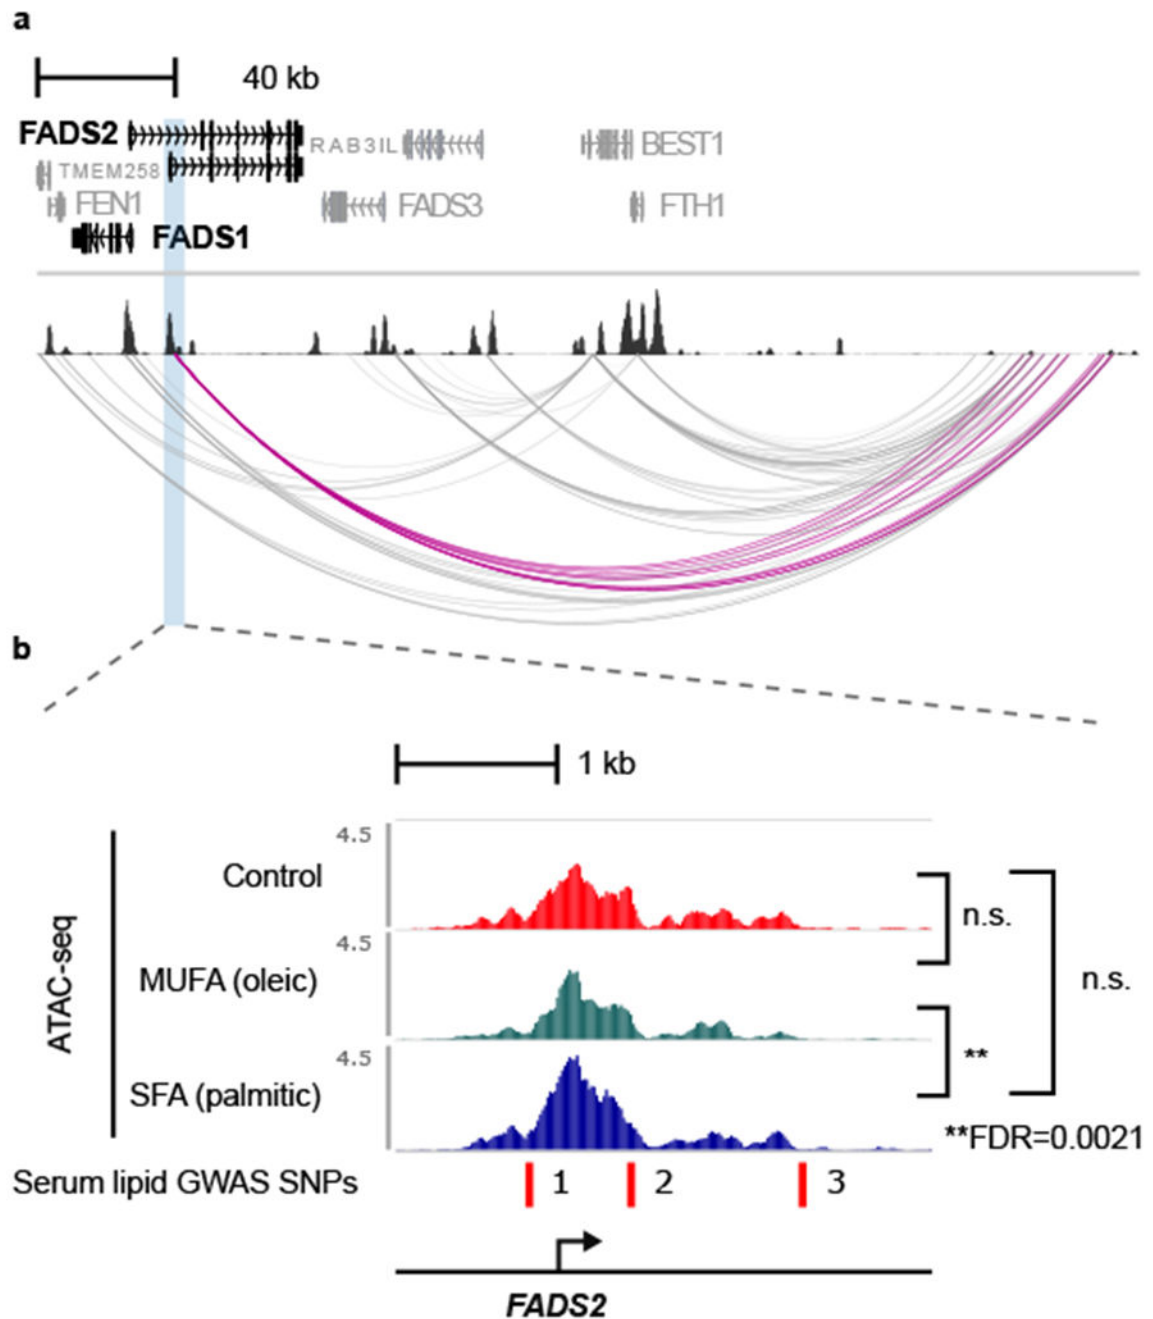 a
40 kb
FADS2
RAB3IL
BEST1
TMEM258
FEN1
FADS3
FTH1
FADS1
b
1 kb
4.5
Control
n.s.
4.5
MUFA (oleic)
n.s.
ATAC-seq
4.5
**
SFA (palmitic)
**FDR=0.0021
Serum lipid GWAS SNPs 1 2 3
FADS2